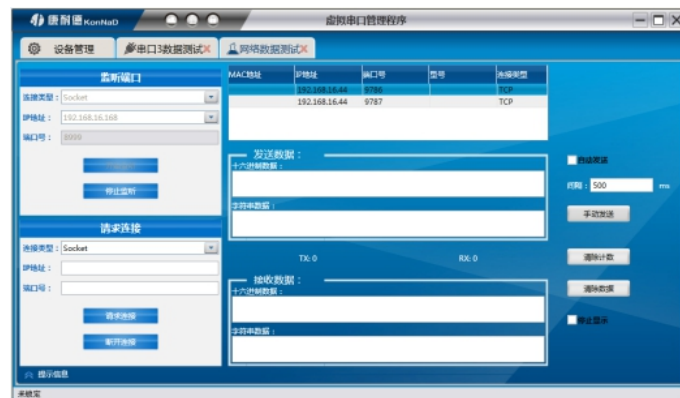 康耐德 KonNaD
虚拟串口管理程序
设备管理
串口3数据测试X
网络数据测试X
监听端口
连接类型：Socket
IP地址：192.168.16.168
端口号：8999
停止监听
请求连接
连接类型：Socket
IP地址：
端口号：
请求连接
断开连接
MAC地址 IP地址 端口号 型号 连接类型
192.168.16.44 9786 TCP
192.168.16.44 9787 TCP
发送数据：
十六进制数据：
字符串数据：
TX: 0 RX: 0
接收数据：
十六进制数据：
字符串数据：
自动发送
间隔：500 ms
手动发送
清除计数
清除数据
停止显示
提示信息
未锁定